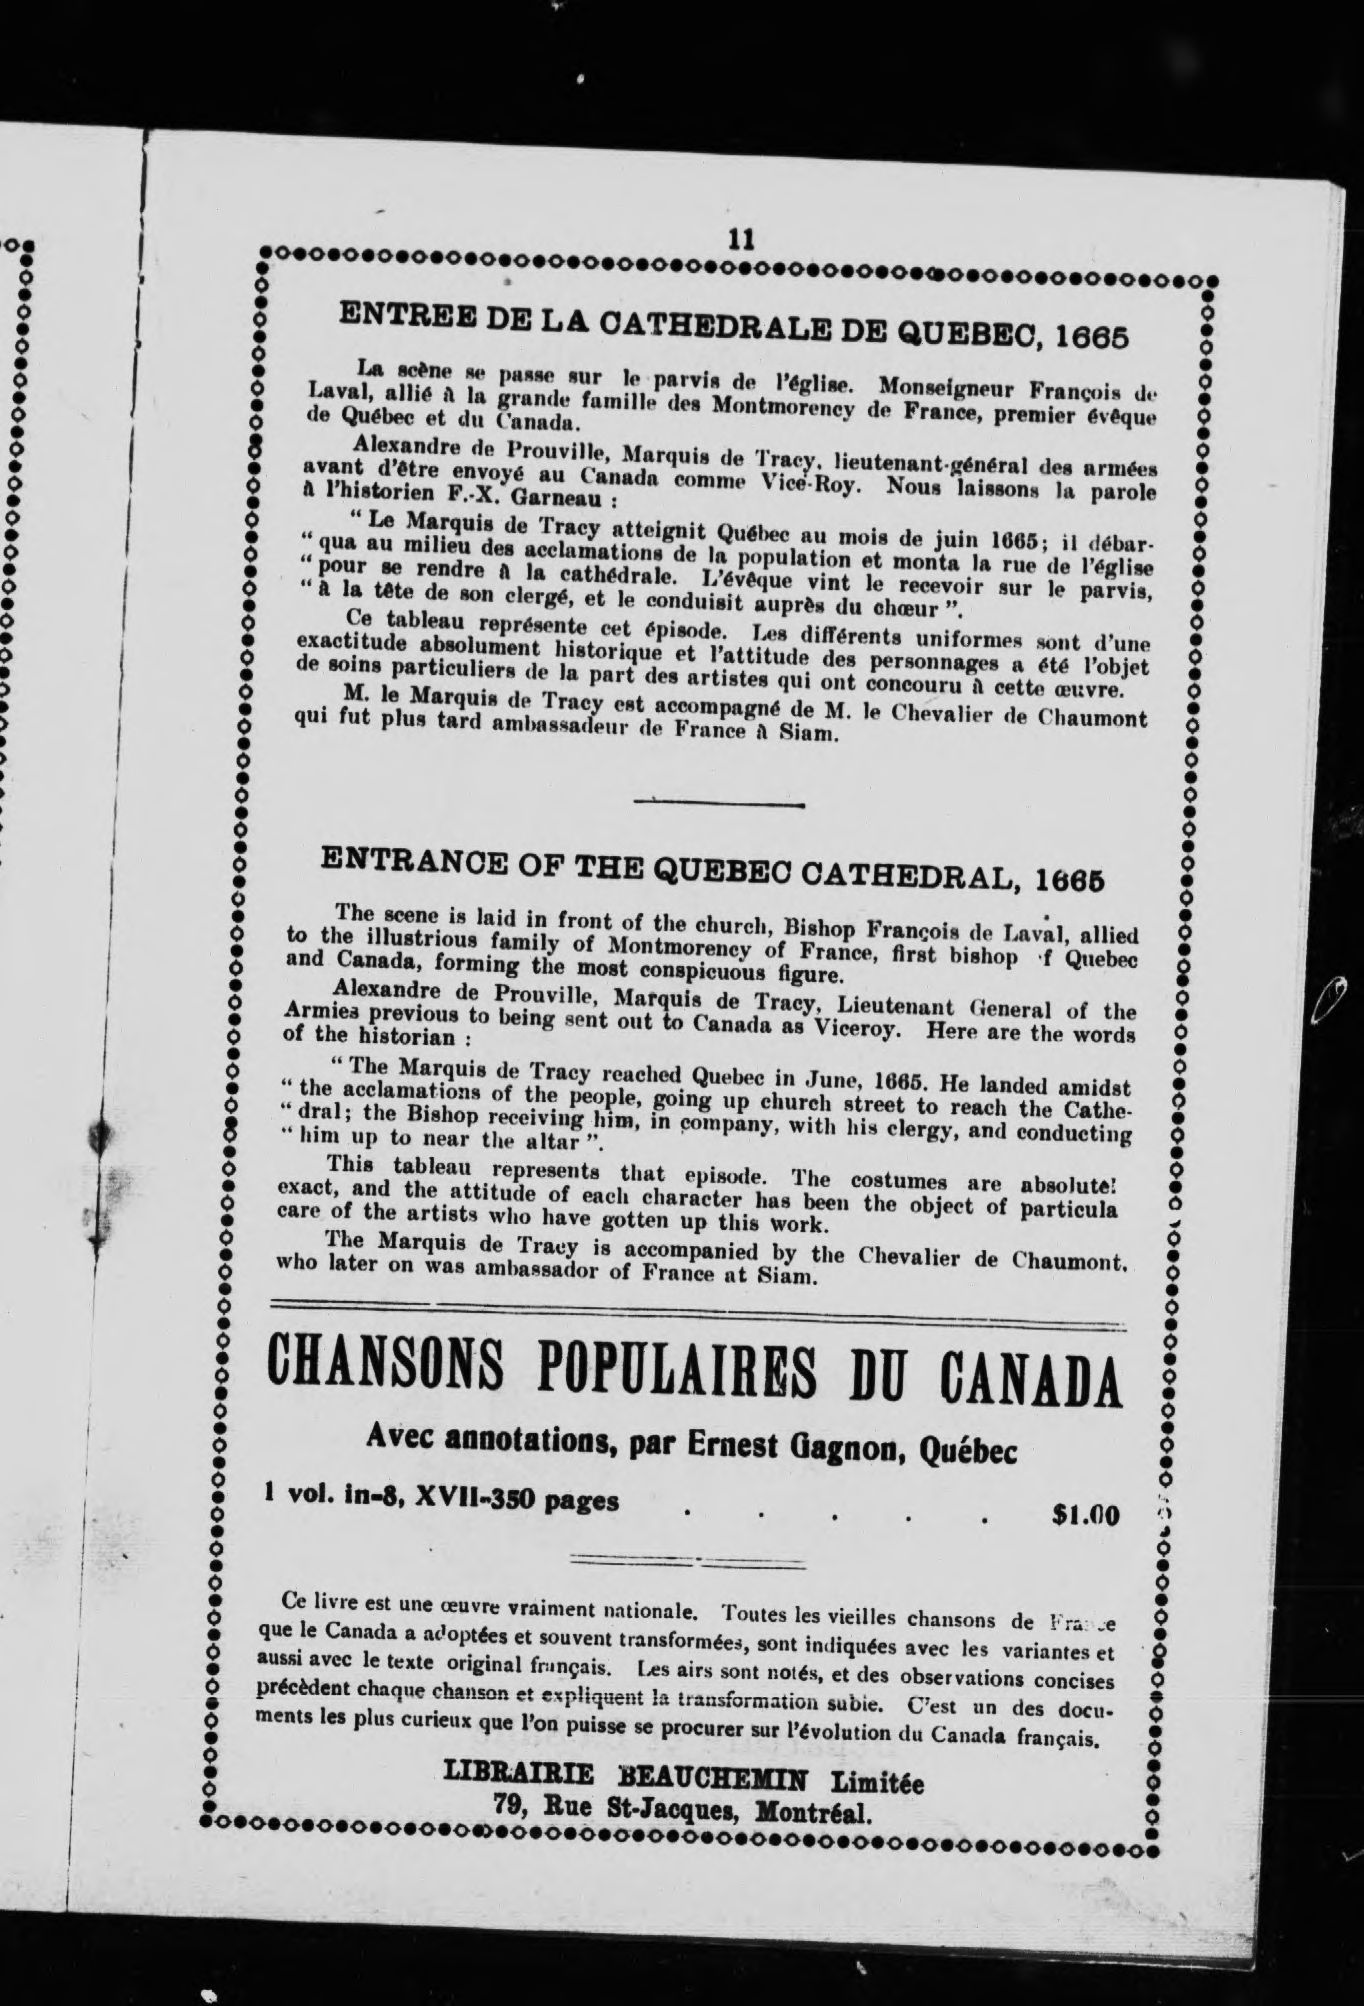 11
ENTREE DE LA CATHEDRALE DE QUEBEC, 1665
La scène se passe sur le parvis de l'église. Monseigneur François de
Laval, allié à la grande famille des Montmorency de France, premier évêque
de Québec et du Canada.
Alexandre de Prouville, Marquis de Tracy, lieutenant-général des armées
avant d'être envoyé au Canada comme Vice-Roy. Nous laissons la parole
à l'historien F.-X. Garneau :
" Le Marquis de Tracy atteignit Québec au mois de juin 1665; il débar-
" qua au milieu des acclamations de la population et monta la rue de l'église
" pour se rendre à la cathédrale. L'évêque vint le recevoir sur le parvis,
" à la tête de son clergé, et le conduisit auprès du chœur ".
Ce tableau représente cet épisode. Les différents uniformes sont d'une
exactitude absolument historique et l'attitude des personnages a été l'objet
de soins particuliers de la part des artistes qui ont concouru à cette œuvre.
M. le Marquis de Tracy est accompagné de M. le Chevalier de Chaumont
qui fut plus tard ambassadeur de France à Siam.
ENTRANCE OF THE QUEBEC CATHEDRAL, 1665
The scene is laid in front of the church, Bishop François de Laval, allied
to the illustrious family of Montmorency of France, first bishop f Quebec
and Canada, forming the most conspicuous figure.
Alexandre de Prouville, Marquis de Tracy, Lieutenant General of the
Armies previous to being sent out to Canada as Viceroy. Here are the words
of the historian :
" The Marquis de Tracy reached Quebec in June, 1665. He landed amidst
" the acclamations of the people, going up church street to reach the Cathe-
" dral; the Bishop receiving him, in company, with his clergy, and conducting
" him up to near the altar ".
This tableau represents that episode. The costumes are absolutel
exact, and the attitude of each character has been the object of particula
care of the artists who have gotten up this work.
The Marquis de Tracy is accompanied by the Chevalier de Chaumont,
who later on was ambassador of France at Siam.
CHANSONS POPULAIRES DU CANADA
Avec annotations, par Ernest Gagnon, Québec
1 vol. in-8, XVII-350 pages . . . . . $1.00
Ce livre est une œuvre vraiment nationale. Toutes les vieilles chansons de France
que le Canada a adoptées et souvent transformées, sont indiquées avec les variantes et
aussi avec le texte original français. Les airs sont notés, et des observations concises
précèdent chaque chanson et expliquent la transformation subie. C'est un des docu-
ments les plus curieux que l'on puisse se procurer sur l'évolution du Canada français.
LIBRAIRIE BEAUCHEMIN Limitée
79, Rue St-Jacques, Montréal.